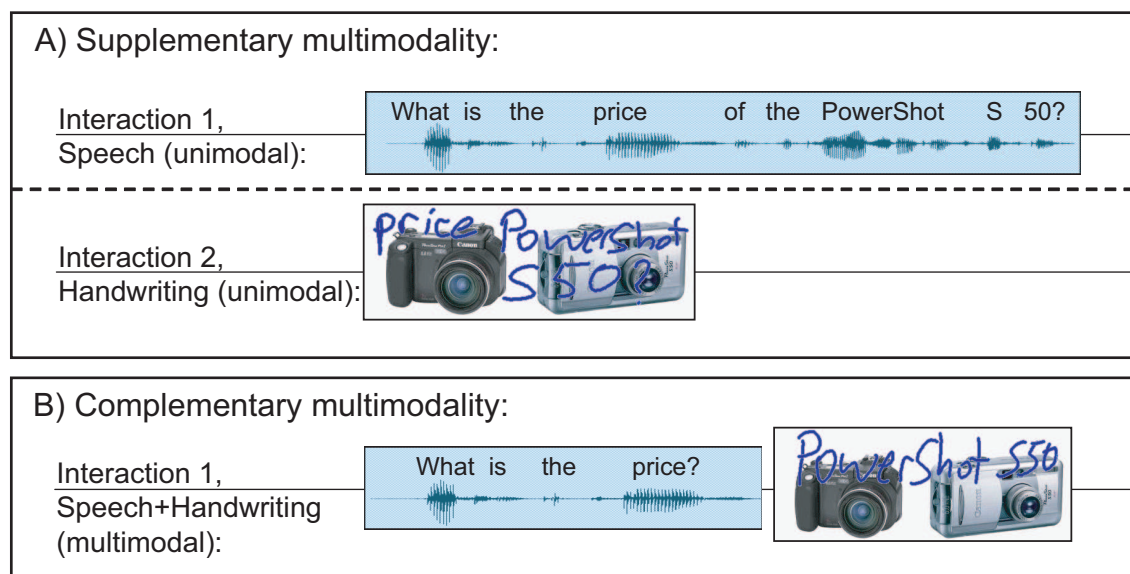 A) Supplementary multimodality:
What is the price of the PowerShot S 50?
Interaction 1,
Speech (unimodal):
price PowerShot
S50?
Canon
Interaction 2,
Handwriting (unimodal):
B) Complementary multimodality:
What is the price?
PowerShot S50
Interaction 1,
Speech+Handwriting
(multimodal):